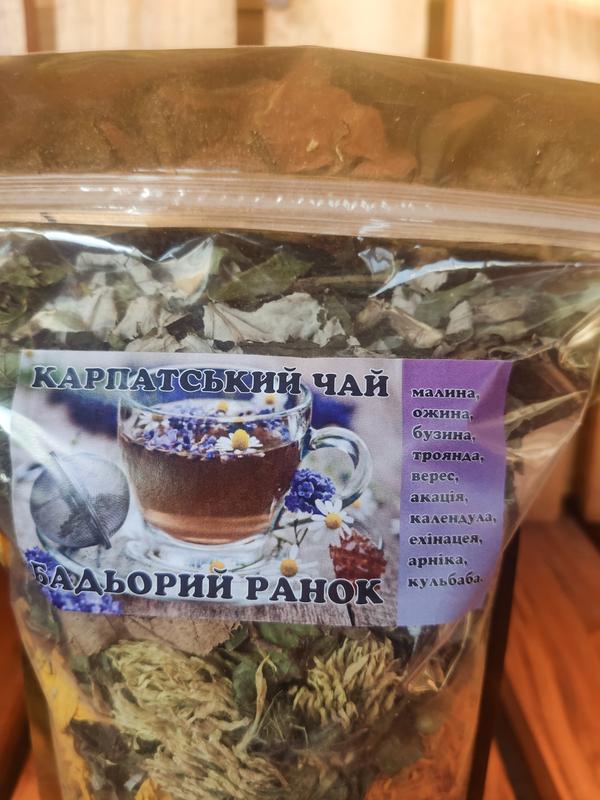 КАРПАТСЬКИЙ ЧАЙ
БАДЬОРИЙ РАНОК
малина,
ожина,
бузина,
троянда,
верес,
акація,
календула,
ехінацея,
арніка,
кульбаба.